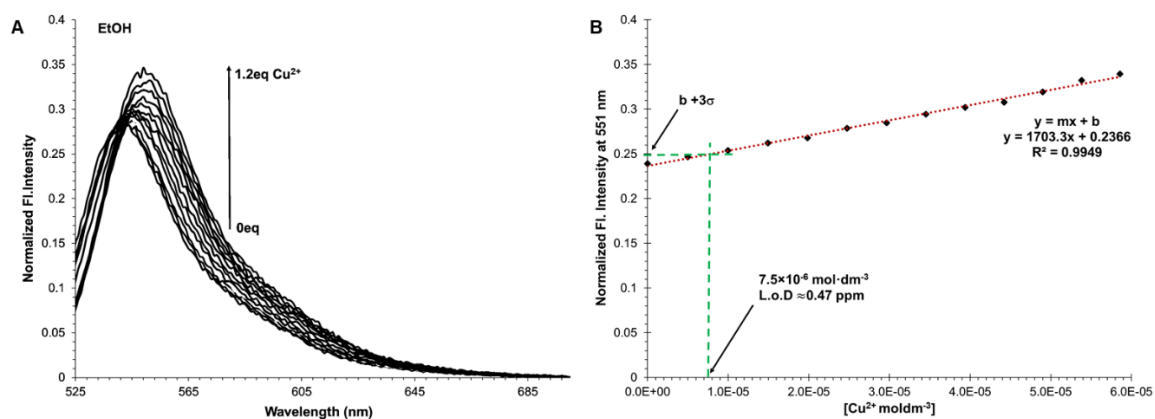 A
EtOH
1.2eq Cu²⁺
0eq
Normalized Fl.Intensity
0.4
0.35
0.3
0.25
0.2
0.15
0.1
0.05
0
525
565
605
645
685
Wavelength (nm)
B
b +3σ
y = mx + b
y = 1703.3x + 0.2366
R² = 0.9949
7.5×10⁻⁶ mol·dm⁻³
L.o.D ≈0.47 ppm
Normalized Fl. Intensity at 551 nm
0.4
0.35
0.3
0.25
0.2
0.15
0.1
0.05
0
0.0E+00
1.0E-05
2.0E-05
3.0E-05
4.0E-05
5.0E-05
6.0E-05
[Cu²⁺ moldm⁻³]